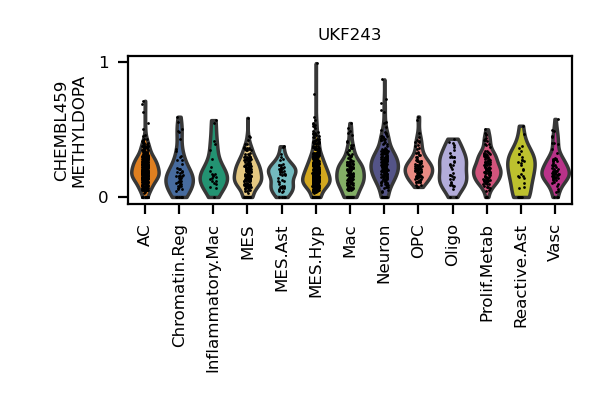 UKF243
CHEMBL459
METHYLDOPA
1
0
AC
Chromatin.Reg
Inflammatory.Mac
MES
MES.Ast
MES.Hyp
Mac
Neuron
OPC
Oligo
Prolif.Metab
Reactive.Ast
Vasc